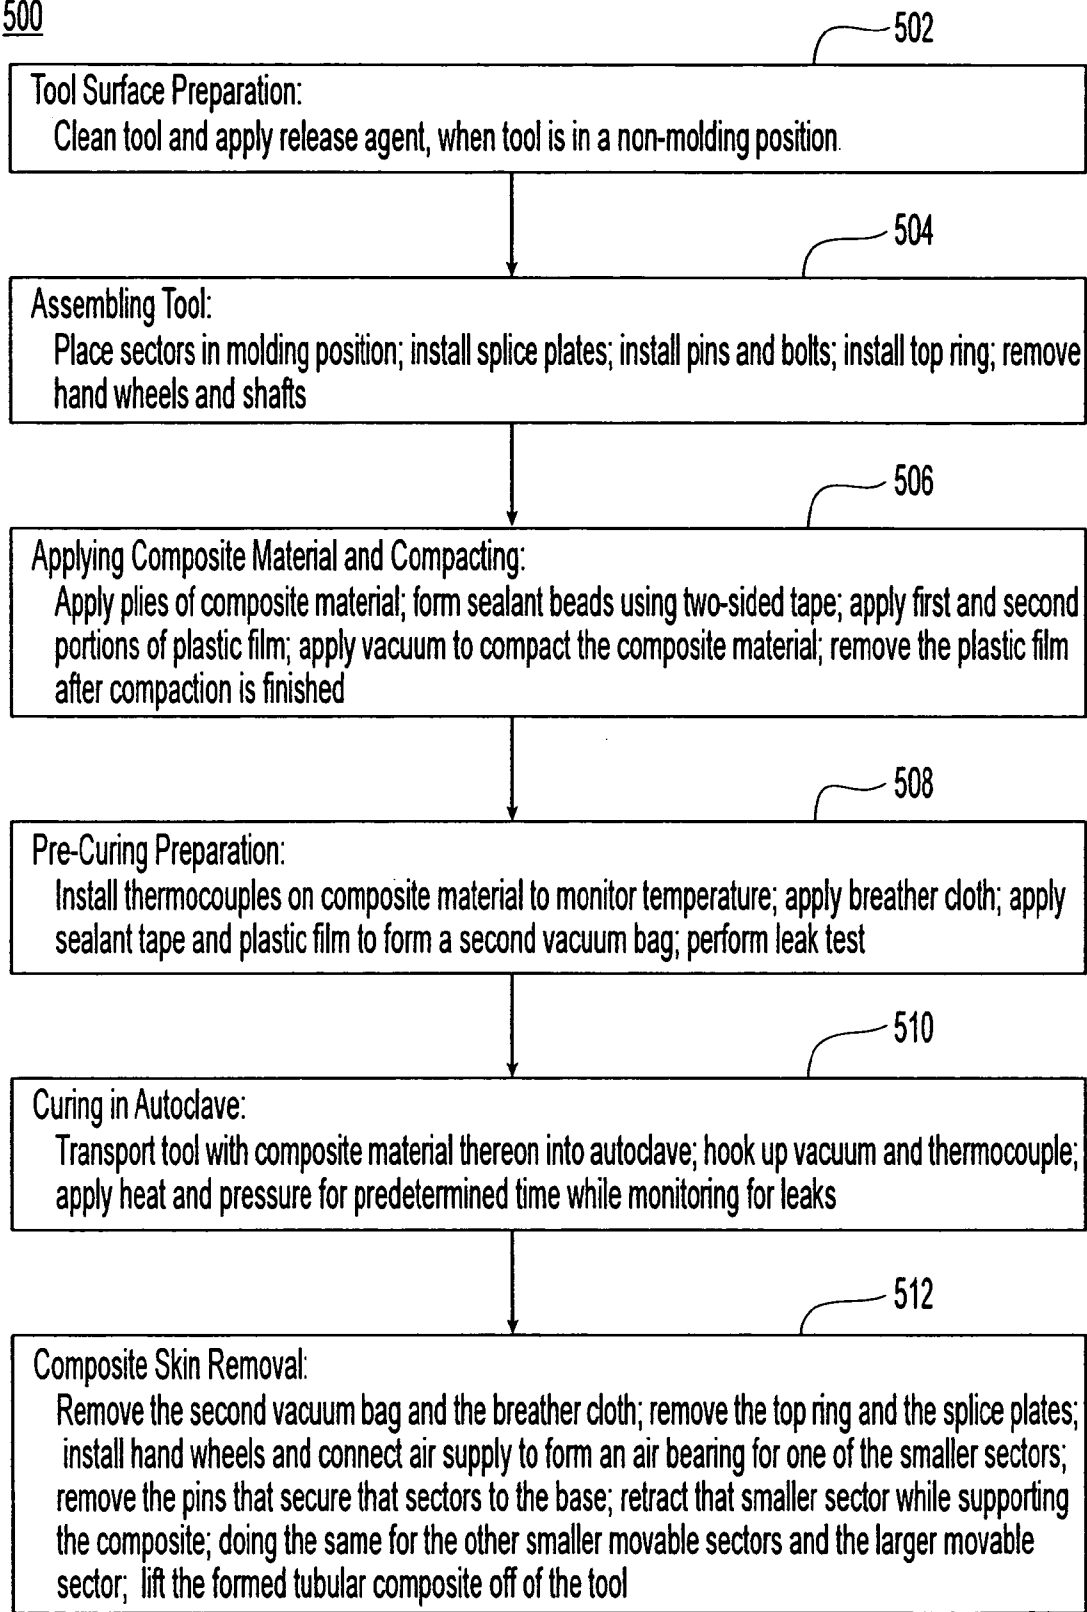 500
502
Tool Surface Preparation:
Clean tool and apply release agent, when tool is in a non-molding position.
504
Assembling Tool:
Place sectors in molding position; install splice plates; install pins and bolts; install top ring; remove
hand wheels and shafts
506
Applying Composite Material and Compacting:
Apply plies of composite material; form sealant beads using two-sided tape; apply first and second
portions of plastic film; apply vacuum to compact the composite material; remove the plastic film
after compaction is finished
508
Pre-Curing Preparation:
Install thermocouples on composite material to monitor temperature; apply breather cloth; apply
sealant tape and plastic film to form a second vacuum bag; perform leak test
510
Curing in Autoclave:
Transport tool with composite material thereon into autoclave; hook up vacuum and thermocouple;
apply heat and pressure for predetermined time while monitoring for leaks
512
Composite Skin Removal:
Remove the second vacuum bag and the breather cloth; remove the top ring and the splice plates;
install hand wheels and connect air supply to form an air bearing for one of the smaller sectors;
remove the pins that secure that sectors to the base; retract that smaller sector while supporting
the composite; doing the same for the other smaller movable sectors and the larger movable
sector; lift the formed tubular composite off of the tool